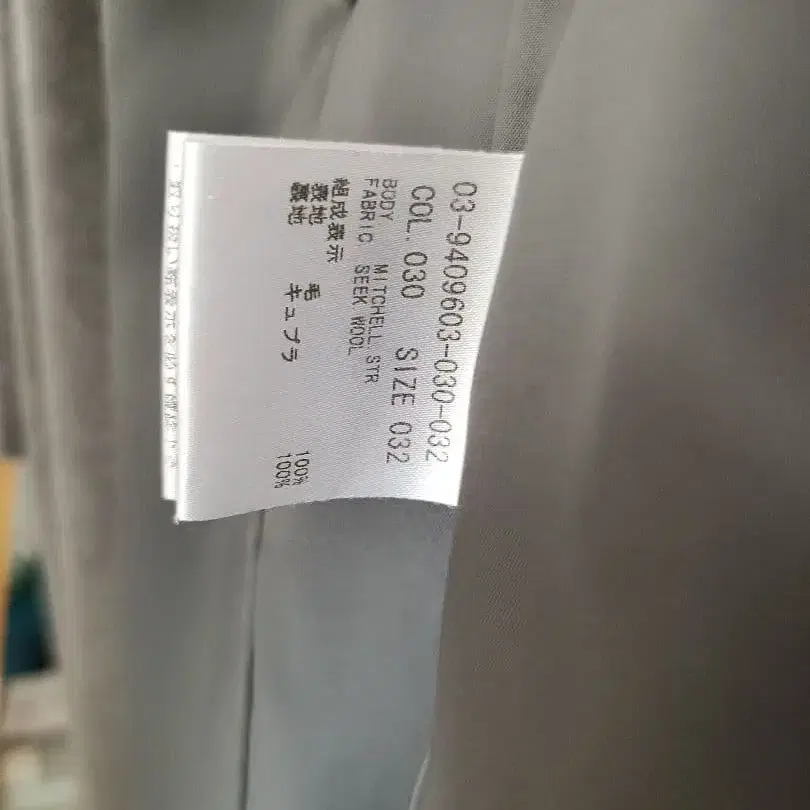 03-9409603-030-032
COL. 030 SIZE 032
BODY MITCHELL STR
FABRIC SEEK WOOL
組成表示
表地 毛 100%
裏地 キュプラ 100%